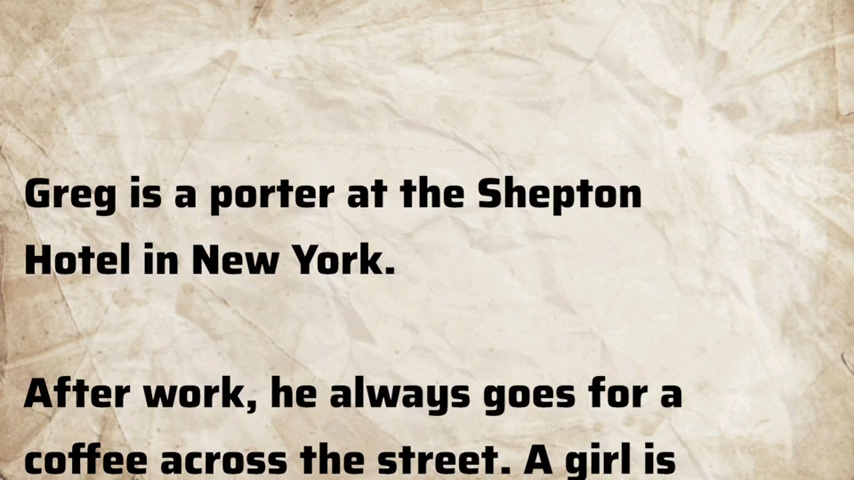 Greg is a porter at the Shepton
Hotel in New York.
After work, he always goes for a
coffee across the street. A girl is